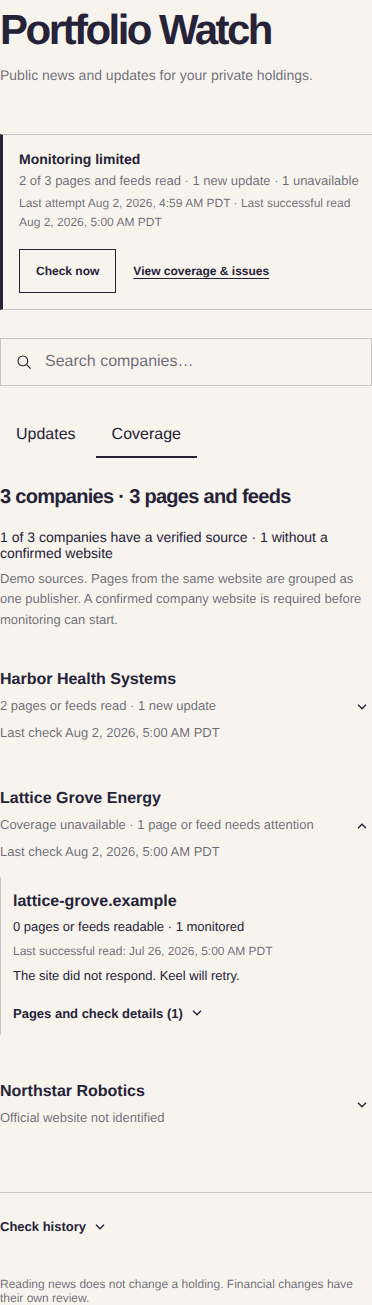 Portfolio Watch
Public news and updates for your private holdings.
Monitoring limited
2 of 3 pages and feeds read · 1 new update · 1 unavailable
Last attempt Aug 2, 2026, 4:59 AM PDT · Last successful read
Aug 2, 2026, 5:00 AM PDT
Check now
View coverage & issues
Search companies…
Updates
Coverage
3 companies · 3 pages and feeds
1 of 3 companies have a verified source · 1 without a
confirmed website
Demo sources. Pages from the same website are grouped as
one publisher. A confirmed company website is required before
monitoring can start.
Harbor Health Systems
2 pages or feeds read · 1 new update
Last check Aug 2, 2026, 5:00 AM PDT
Lattice Grove Energy
Coverage unavailable · 1 page or feed needs attention
Last check Aug 2, 2026, 5:00 AM PDT
lattice-grove.example
0 pages or feeds readable · 1 monitored
Last successful read: Jul 26, 2026, 5:00 AM PDT
The site did not respond. Keel will retry.
Pages and check details (1)
Northstar Robotics
Official website not identified
Check history
Reading news does not change a holding. Financial changes have
their own review.